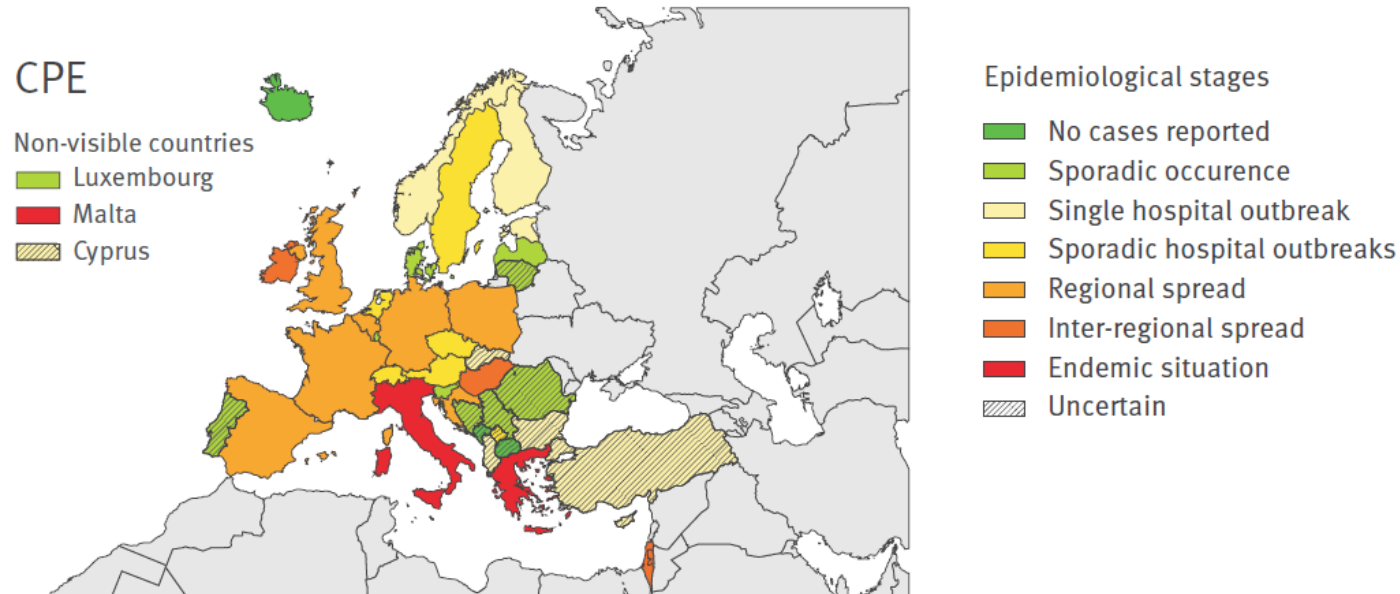 CPE
Non-visible countries
Luxembourg
Malta
Cyprus
Epidemiological stages
No cases reported
Sporadic occurence
Single hospital outbreak
Sporadic hospital outbreaks
Regional spread
Inter-regional spread
Endemic situation
Uncertain